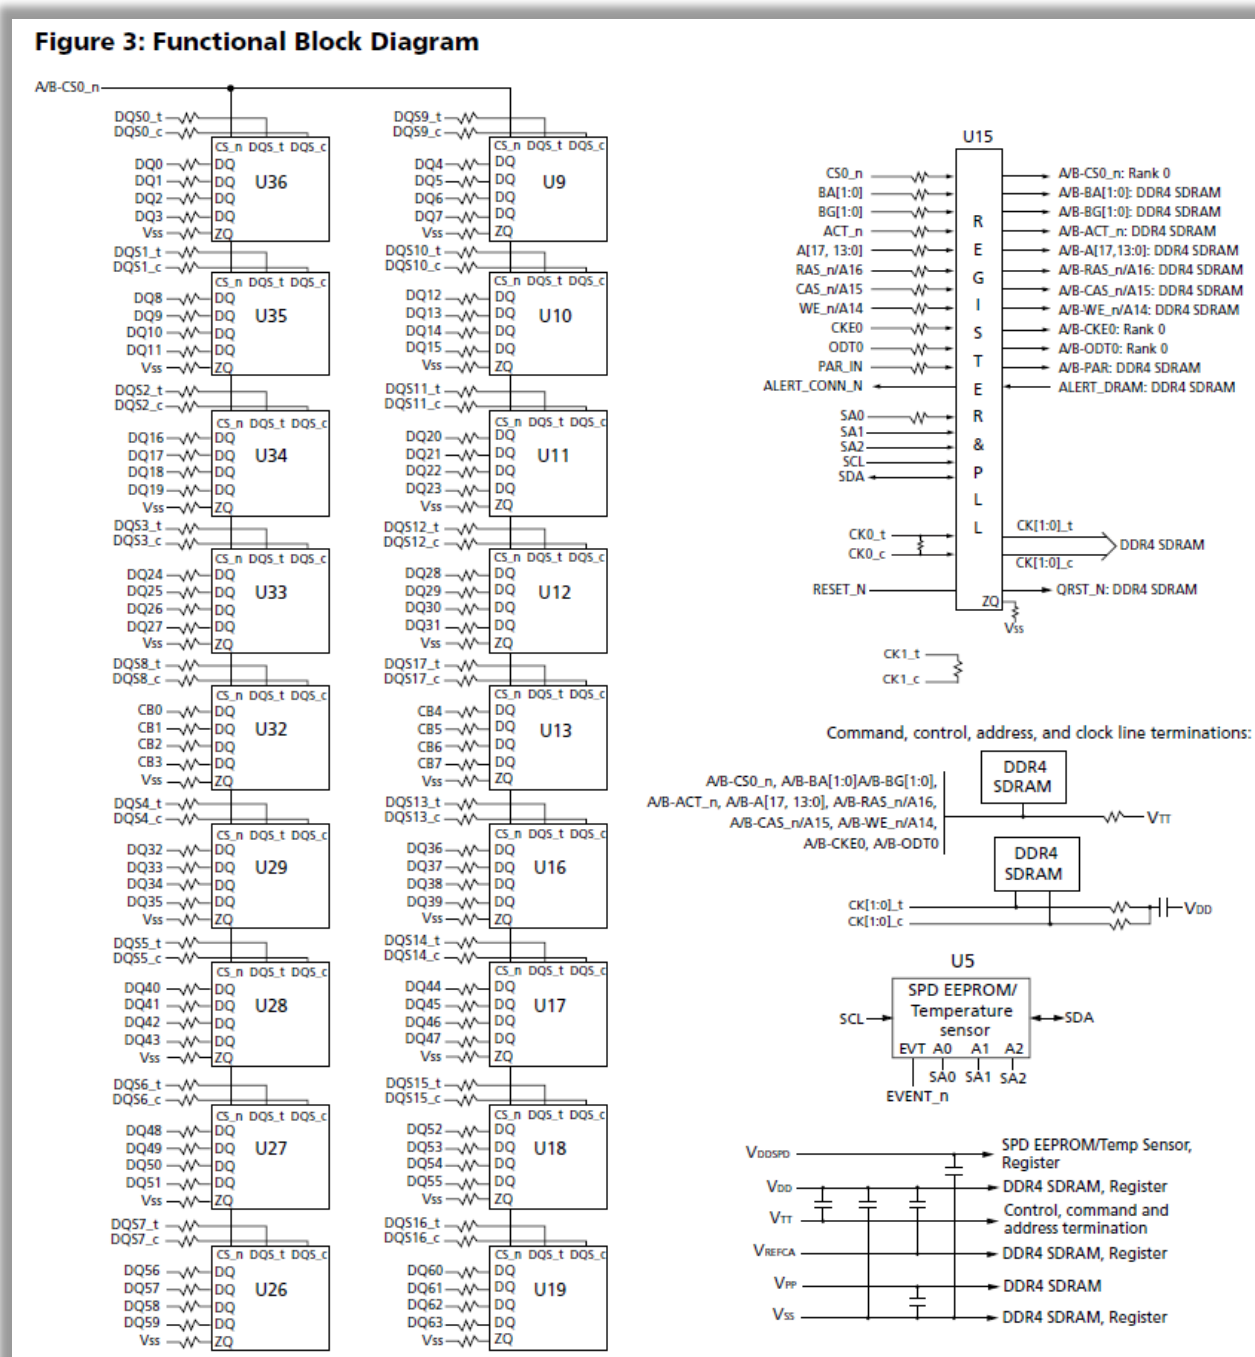 Figure 3: Functional Block Diagram
A/B-CS0_n
DQS0_t
DQS0_c
CS_n DQS_t DQS_c
DQ0 DQ
DQ1 DQ
DQ2 DQ
DQ3 DQ
Vss ZQ
U36
DQS1_t
DQS1_c
CS_n DQS_t DQS_c
DQ8 DQ
DQ9 DQ
DQ10 DQ
DQ11 DQ
Vss ZQ
U35
DQS2_t
DQS2_c
CS_n DQS_t DQS_c
DQ16 DQ
DQ17 DQ
DQ18 DQ
DQ19 DQ
Vss ZQ
U34
DQS3_t
DQS3_c
CS_n DQS_t DQS_c
DQ24 DQ
DQ25 DQ
DQ26 DQ
DQ27 DQ
Vss ZQ
U33
DQS8_t
DQS8_c
CS_n DQS_t DQS_c
CB0 DQ
CB1 DQ
CB2 DQ
CB3 DQ
Vss ZQ
U32
DQS4_t
DQS4_c
CS_n DQS_t DQS_c
DQ32 DQ
DQ33 DQ
DQ34 DQ
DQ35 DQ
Vss ZQ
U29
DQS5_t
DQS5_c
CS_n DQS_t DQS_c
DQ40 DQ
DQ41 DQ
DQ42 DQ
DQ43 DQ
Vss ZQ
U28
DQS6_t
DQS6_c
CS_n DQS_t DQS_c
DQ48 DQ
DQ49 DQ
DQ50 DQ
DQ51 DQ
Vss ZQ
U27
DQS7_t
DQS7_c
CS_n DQS_t DQS_c
DQ56 DQ
DQ57 DQ
DQ58 DQ
DQ59 DQ
Vss ZQ
U26
DQS9_t
DQS9_c
CS_n DQS_t DQS_c
DQ4 DQ
DQ5 DQ
DQ6 DQ
DQ7 DQ
Vss ZQ
U9
DQS10_t
DQS10_c
CS_n DQS_t DQS_c
DQ12 DQ
DQ13 DQ
DQ14 DQ
DQ15 DQ
Vss ZQ
U10
DQS11_t
DQS11_c
CS_n DQS_t DQS_c
DQ20 DQ
DQ21 DQ
DQ22 DQ
DQ23 DQ
Vss ZQ
U11
DQS12_t
DQS12_c
CS_n DQS_t DQS_c
DQ28 DQ
DQ29 DQ
DQ30 DQ
DQ31 DQ
Vss ZQ
U12
DQS17_t
DQS17_c
CS_n DQS_t DQS_c
CB4 DQ
CB5 DQ
CB6 DQ
CB7 DQ
Vss ZQ
U13
DQS13_t
DQS13_c
CS_n DQS_t DQS_c
DQ36 DQ
DQ37 DQ
DQ38 DQ
DQ39 DQ
Vss ZQ
U16
DQS14_t
DQS14_c
CS_n DQS_t DQS_c
DQ44 DQ
DQ45 DQ
DQ46 DQ
DQ47 DQ
Vss ZQ
U17
DQS15_t
DQS15_c
CS_n DQS_t DQS_c
DQ52 DQ
DQ53 DQ
DQ54 DQ
DQ55 DQ
Vss ZQ
U18
DQS16_t
DQS16_c
CS_n DQS_t DQS_c
DQ60 DQ
DQ61 DQ
DQ62 DQ
DQ63 DQ
Vss ZQ
U19
U15
REGISTER & PLL
CS0_n A/B-CS0_n: Rank 0
BA[1:0] A/B-BA[1:0]: DDR4 SDRAM
BG[1:0] A/B-BG[1:0]: DDR4 SDRAM
ACT_n A/B-ACT_n: DDR4 SDRAM
A[17, 13:0] A/B-A[17,13:0]: DDR4 SDRAM
RAS_n/A16 A/B-RAS_n/A16: DDR4 SDRAM
CAS_n/A15 A/B-CAS_n/A15: DDR4 SDRAM
WE_n/A14 A/B-WE_n/A14: DDR4 SDRAM
CKE0 A/B-CKE0: Rank 0
ODT0 A/B-ODT0: Rank 0
PAR_IN A/B-PAR: DDR4 SDRAM
ALERT_CONN_N ALERT_DRAM: DDR4 SDRAM
SA0
SA1
SA2
SCL
SDA
CK0_t CK[1:0]_t
DDR4 SDRAM
CK0_c CK[1:0]_c
RESET_N QRST_N: DDR4 SDRAM
ZQ
Vss
CK1_t
CK1_c
Command, control, address, and clock line terminations:
DDR4
SDRAM
A/B-CS0_n, A/B-BA[1:0]A/B-BG[1:0],
A/B-ACT_n, A/B-A[17, 13:0], A/B-RAS_n/A16,
A/B-CAS_n/A15, A/B-WE_n/A14,
A/B-CKE0, A/B-ODT0
VTT
DDR4
SDRAM
CK[1:0]_t
CK[1:0]_c
VDD
U5
SPD EEPROM/
Temperature
sensor
SCL SDA
EVT A0 A1 A2
SA0 SA1 SA2
EVENT_n
VDDSPD SPD EEPROM/Temp Sensor,
Register
VDD DDR4 SDRAM, Register
VTT Control, command and
address termination
VREFCA DDR4 SDRAM, Register
VPP DDR4 SDRAM
VSS DDR4 SDRAM, Register